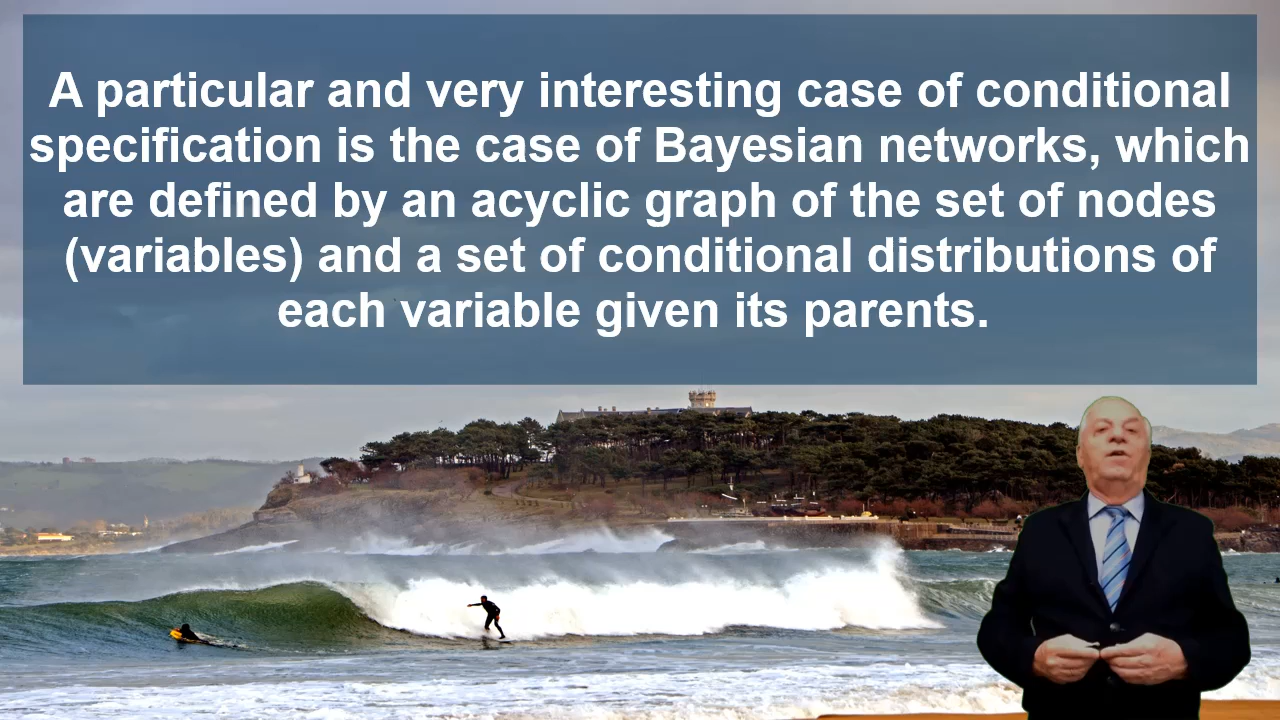 A particular and very interesting case of conditional
specification is the case of Bayesian networks, which
are defined by an acyclic graph of the set of nodes
(variables) and a set of conditional distributions of
each variable given its parents.